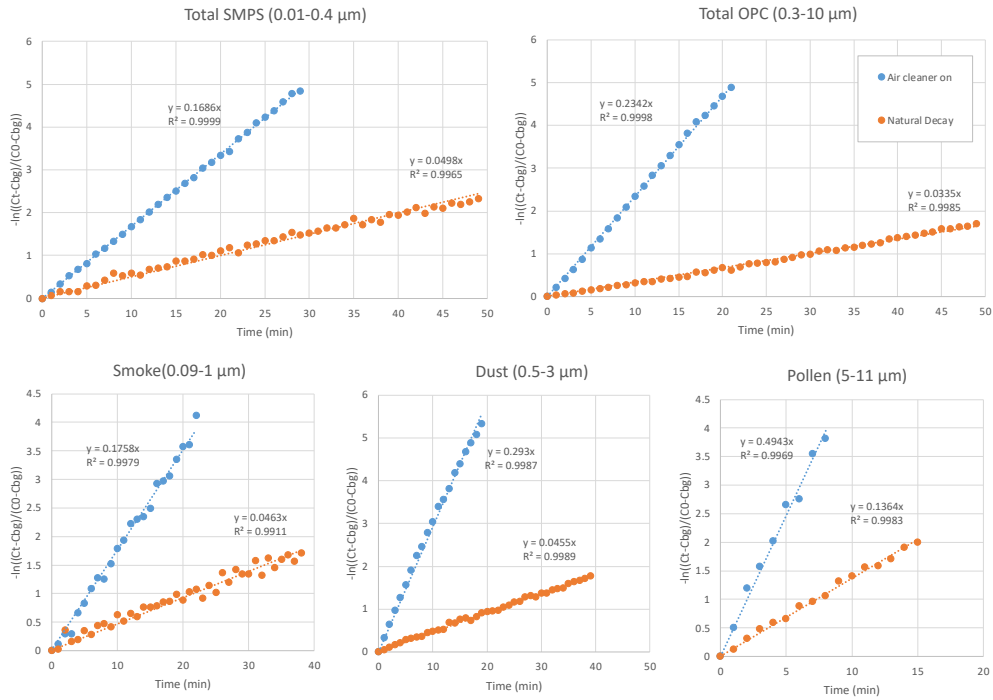 Total SMPS (0.01-0.4 µm)
-ln((Ct-Cbg)/(C0-Cbg))
6
5
4
3
2
1
0
y = 0.1686x
R² = 0.9999
y = 0.0498x
R² = 0.9965
0 5 10 15 20 25 30 35 40 45 50
Time (min)
Total OPC (0.3-10 µm)
-ln((Ct-Cbg)/(C0-Cbg))
6
5
4
3
2
1
0
y = 0.2342x
R² = 0.9998
Air cleaner on
Natural Decay
y = 0.0335x
R² = 0.9985
0 5 10 15 20 25 30 35 40 45 50
Time (min)
Smoke(0.09-1 µm)
-ln((Ct-Cbg)/(C0-Cbg))
4.5
4
3.5
3
2.5
2
1.5
1
0.5
0
y = 0.1758x
R² = 0.9979
y = 0.0463x
R² = 0.9911
0 10 20 30 40
Time (min)
Dust (0.5-3 µm)
-ln((Ct-Cbg)/(C0-Cbg))
6
5
4
3
2
1
0
y = 0.293x
R² = 0.9987
y = 0.0455x
R² = 0.9989
0 10 20 30 40 50
Time (min)
Pollen (5-11 µm)
-ln((Ct-Cbg)/(C0-Cbg))
4.5
4
3.5
3
2.5
2
1.5
1
0.5
0
y = 0.4943x
R² = 0.9969
y = 0.1364x
R² = 0.9983
0 5 10 15 20
Time (min)